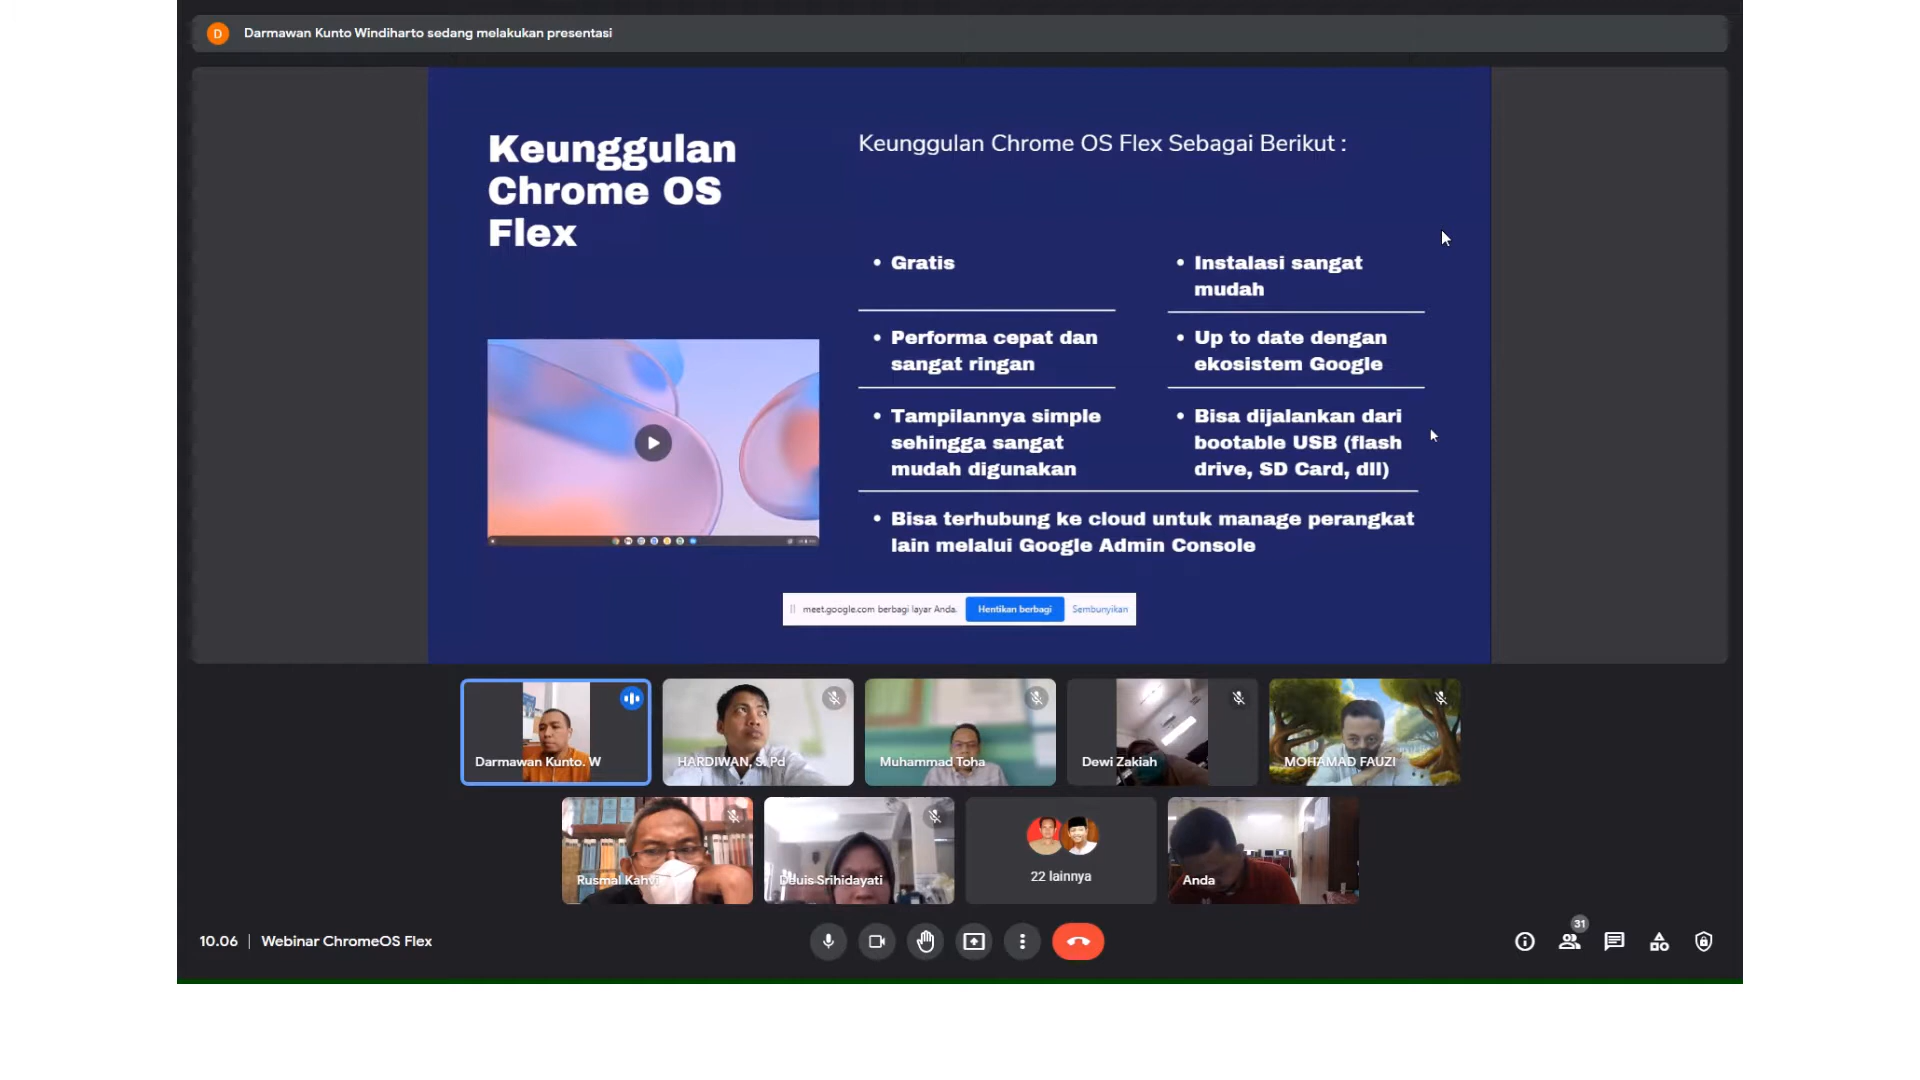 D
Darmawan Kunto Windiharto sedang melakukan presentasi
Keunggulan
Chrome OS
Flex
Keunggulan Chrome OS Flex Sebagai Berikut :
• Gratis
• Instalasi sangat
mudah
• Performa cepat dan
sangat ringan
• Up to date dengan
ekosistem Google
• Tampilannya simple
sehingga sangat
mudah digunakan
• Bisa dijalankan dari
bootable USB (flash
drive, SD Card, dll)
• Bisa terhubung ke cloud untuk manage perangkat
lain melalui Google Admin Console
meet.google.com berbagi layar Anda.
Hentikan berbagi
Sembunyikan
Darmawan Kunto. W
HARDIWAN, S. Pd
Muhammad Toha
Dewi Zakiah
MOHAMAD FAUZI
Rusmal Kahvi
Deuis Srihidayati
22 lainnya
Anda
10.06 | Webinar ChromeOS Flex
31